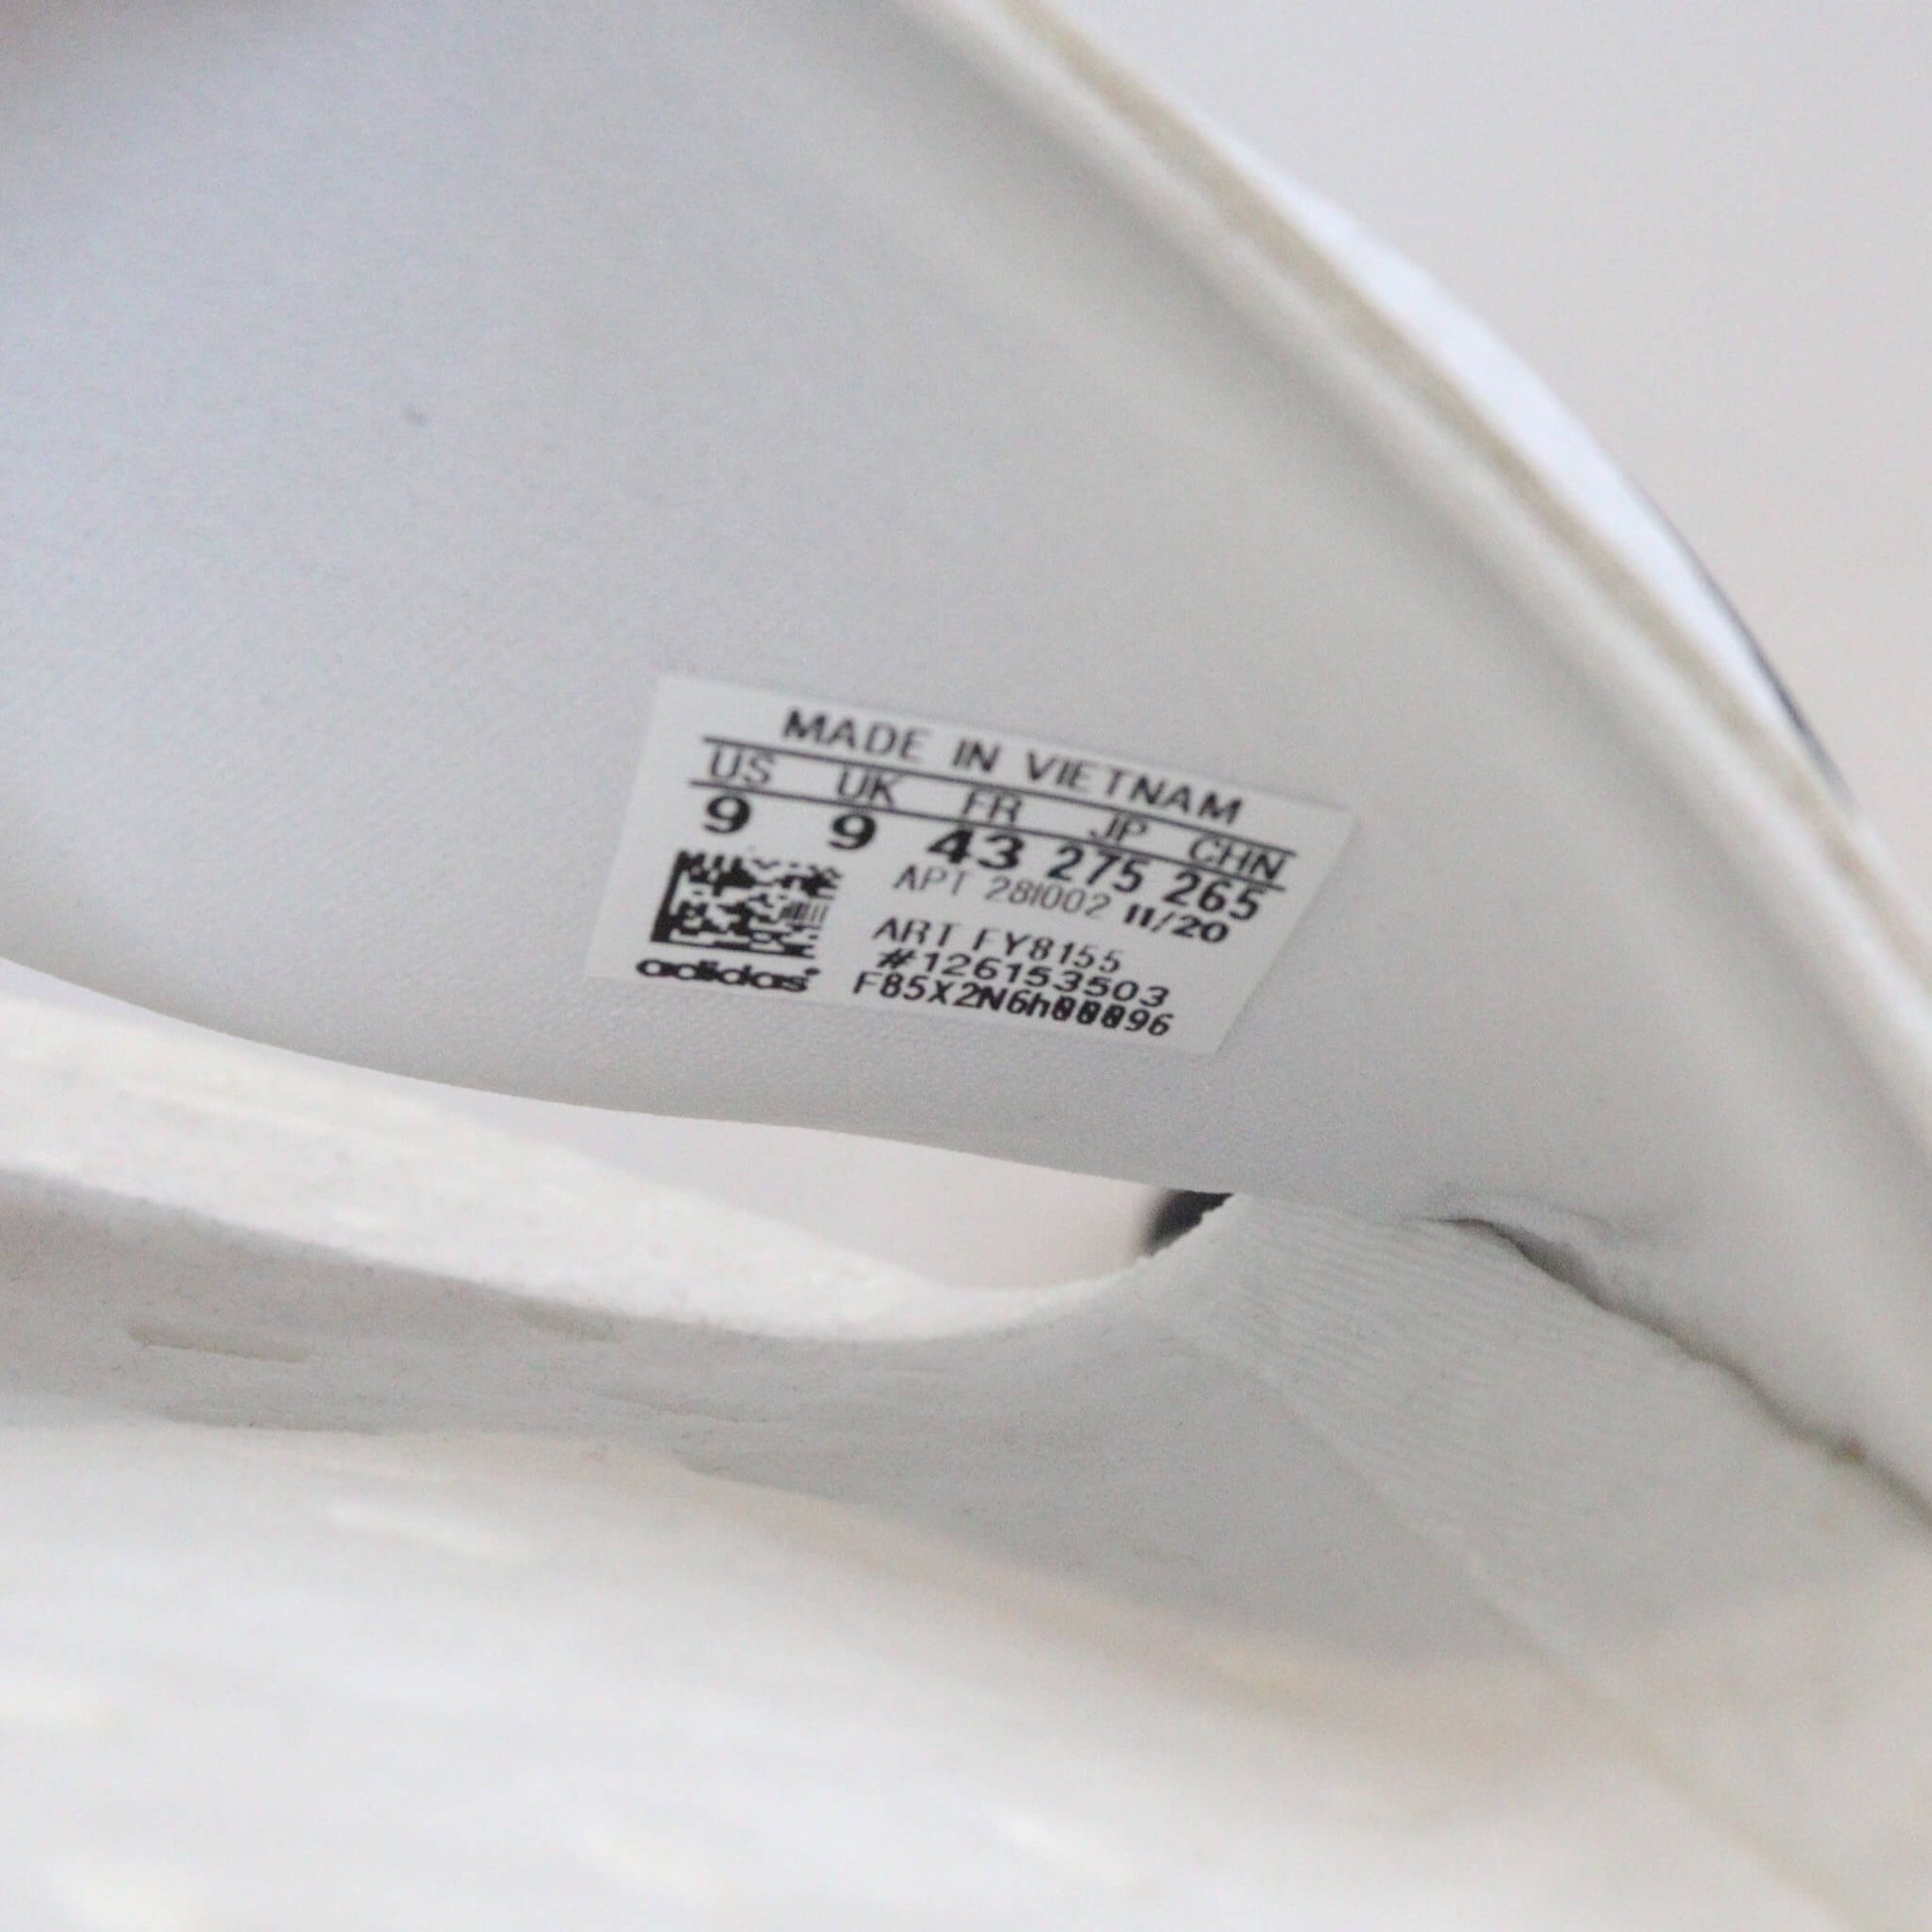 MADE IN VIETNAM
US UK FR JP CHN
9 9 43 275 265
APT 281002 11/20
ART FY8155
#126153503
adidas F85X2N6h00096